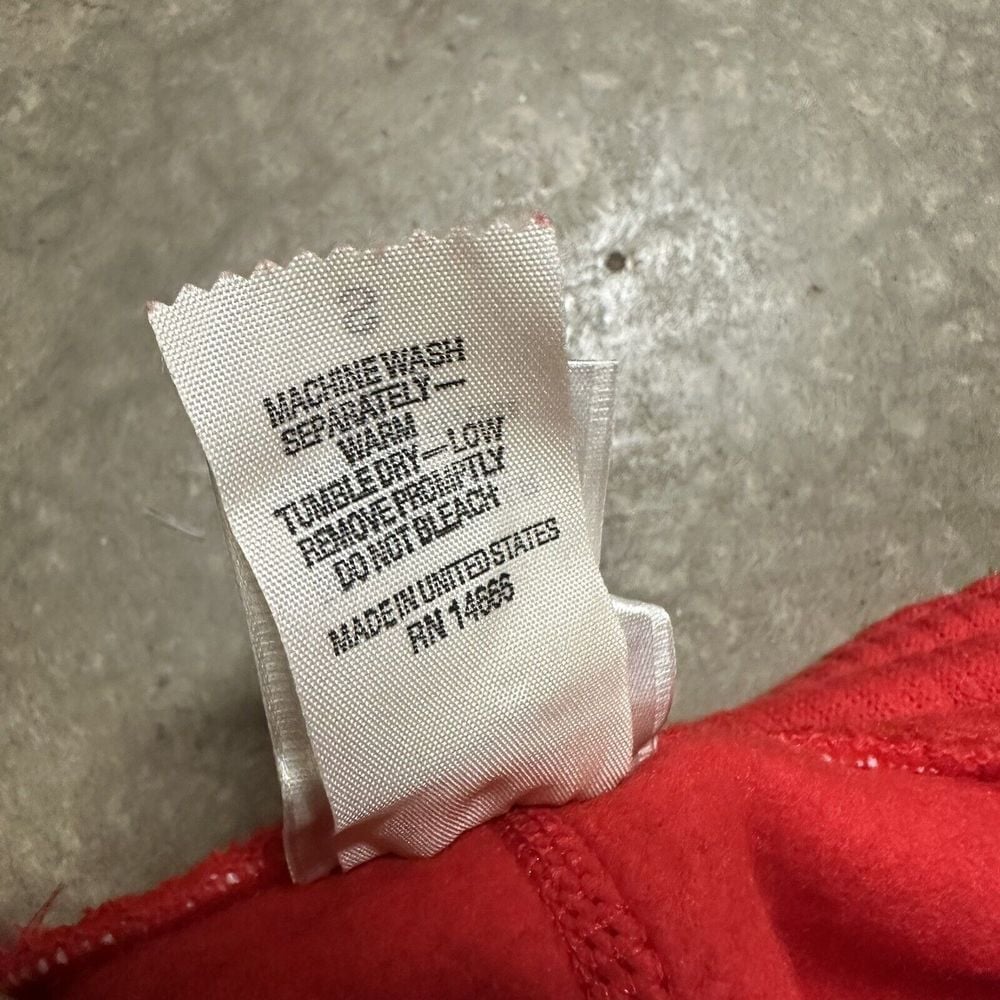 MACHINE WASH
SEPARATELY—
WARM
TUMBLE DRY—LOW
REMOVE PROMPTLY
DO NOT BLEACH
MADE IN UNITED STATES
RN 14666